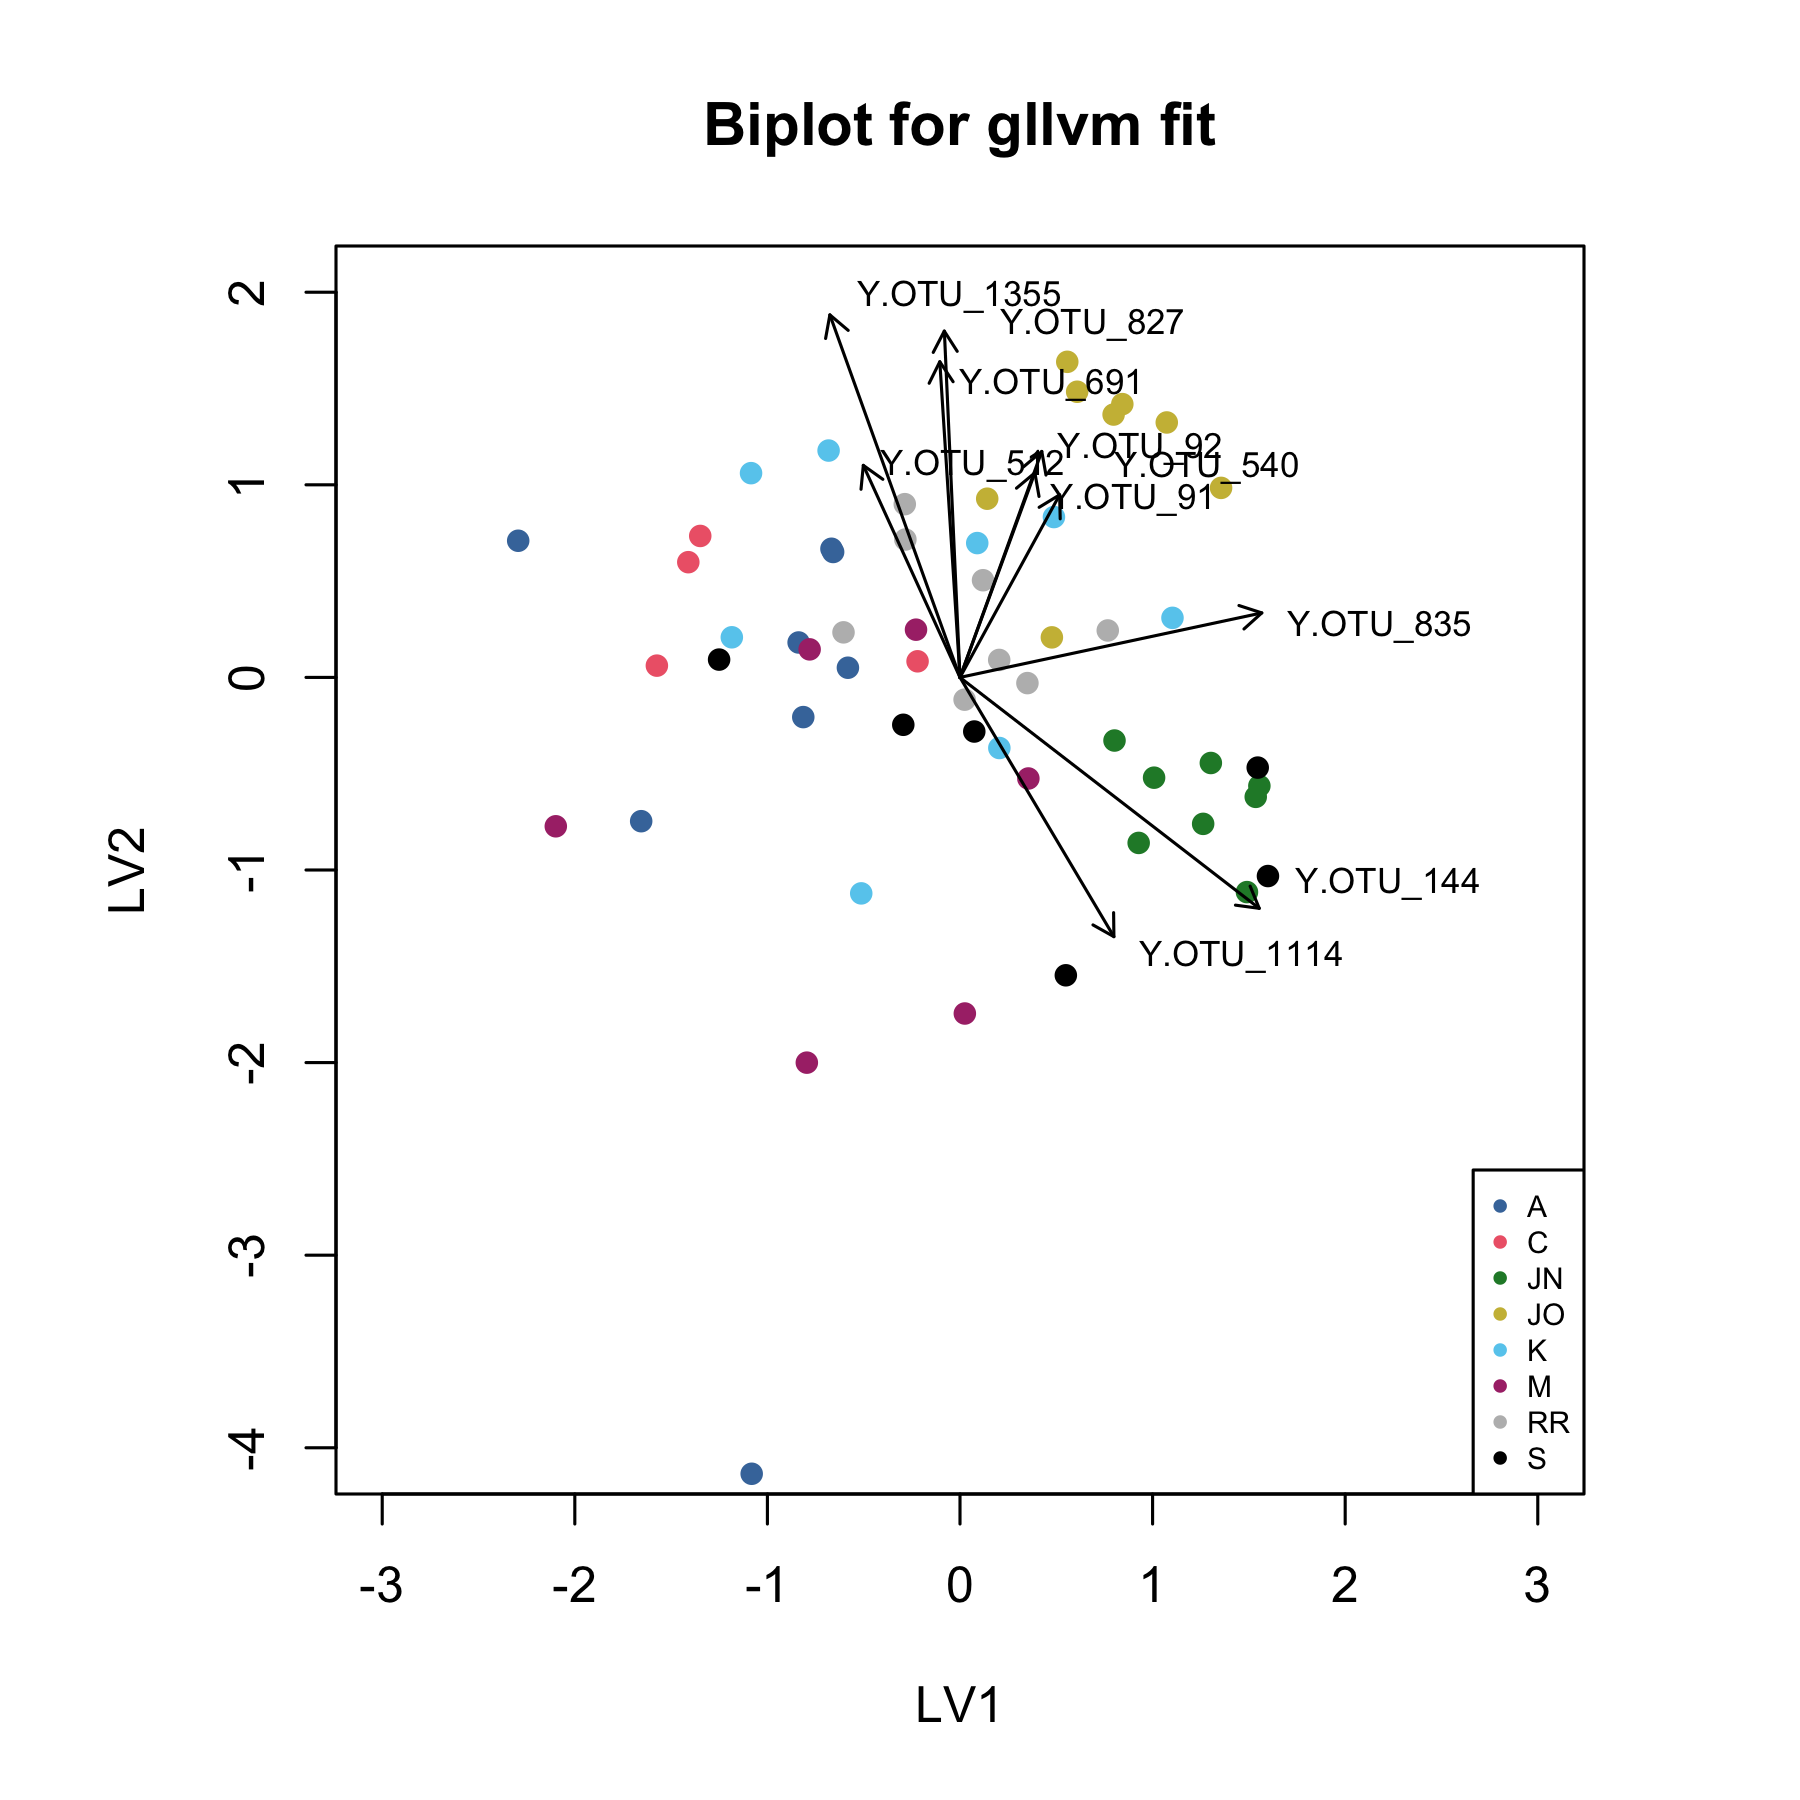 Biplot for gllvm fit
Y.OTU_1355
Y.OTU_827
Y.OTU_691
Y.OTU_92
Y.OTU_512
Y.OTU_540
Y.OTU_91
Y.OTU_835
Y.OTU_144
Y.OTU_1114
2
1
0
-1
-2
-3
-4
LV2
-3
-2
-1
0
1
2
3
LV1
A
C
JN
JO
K
M
RR
S